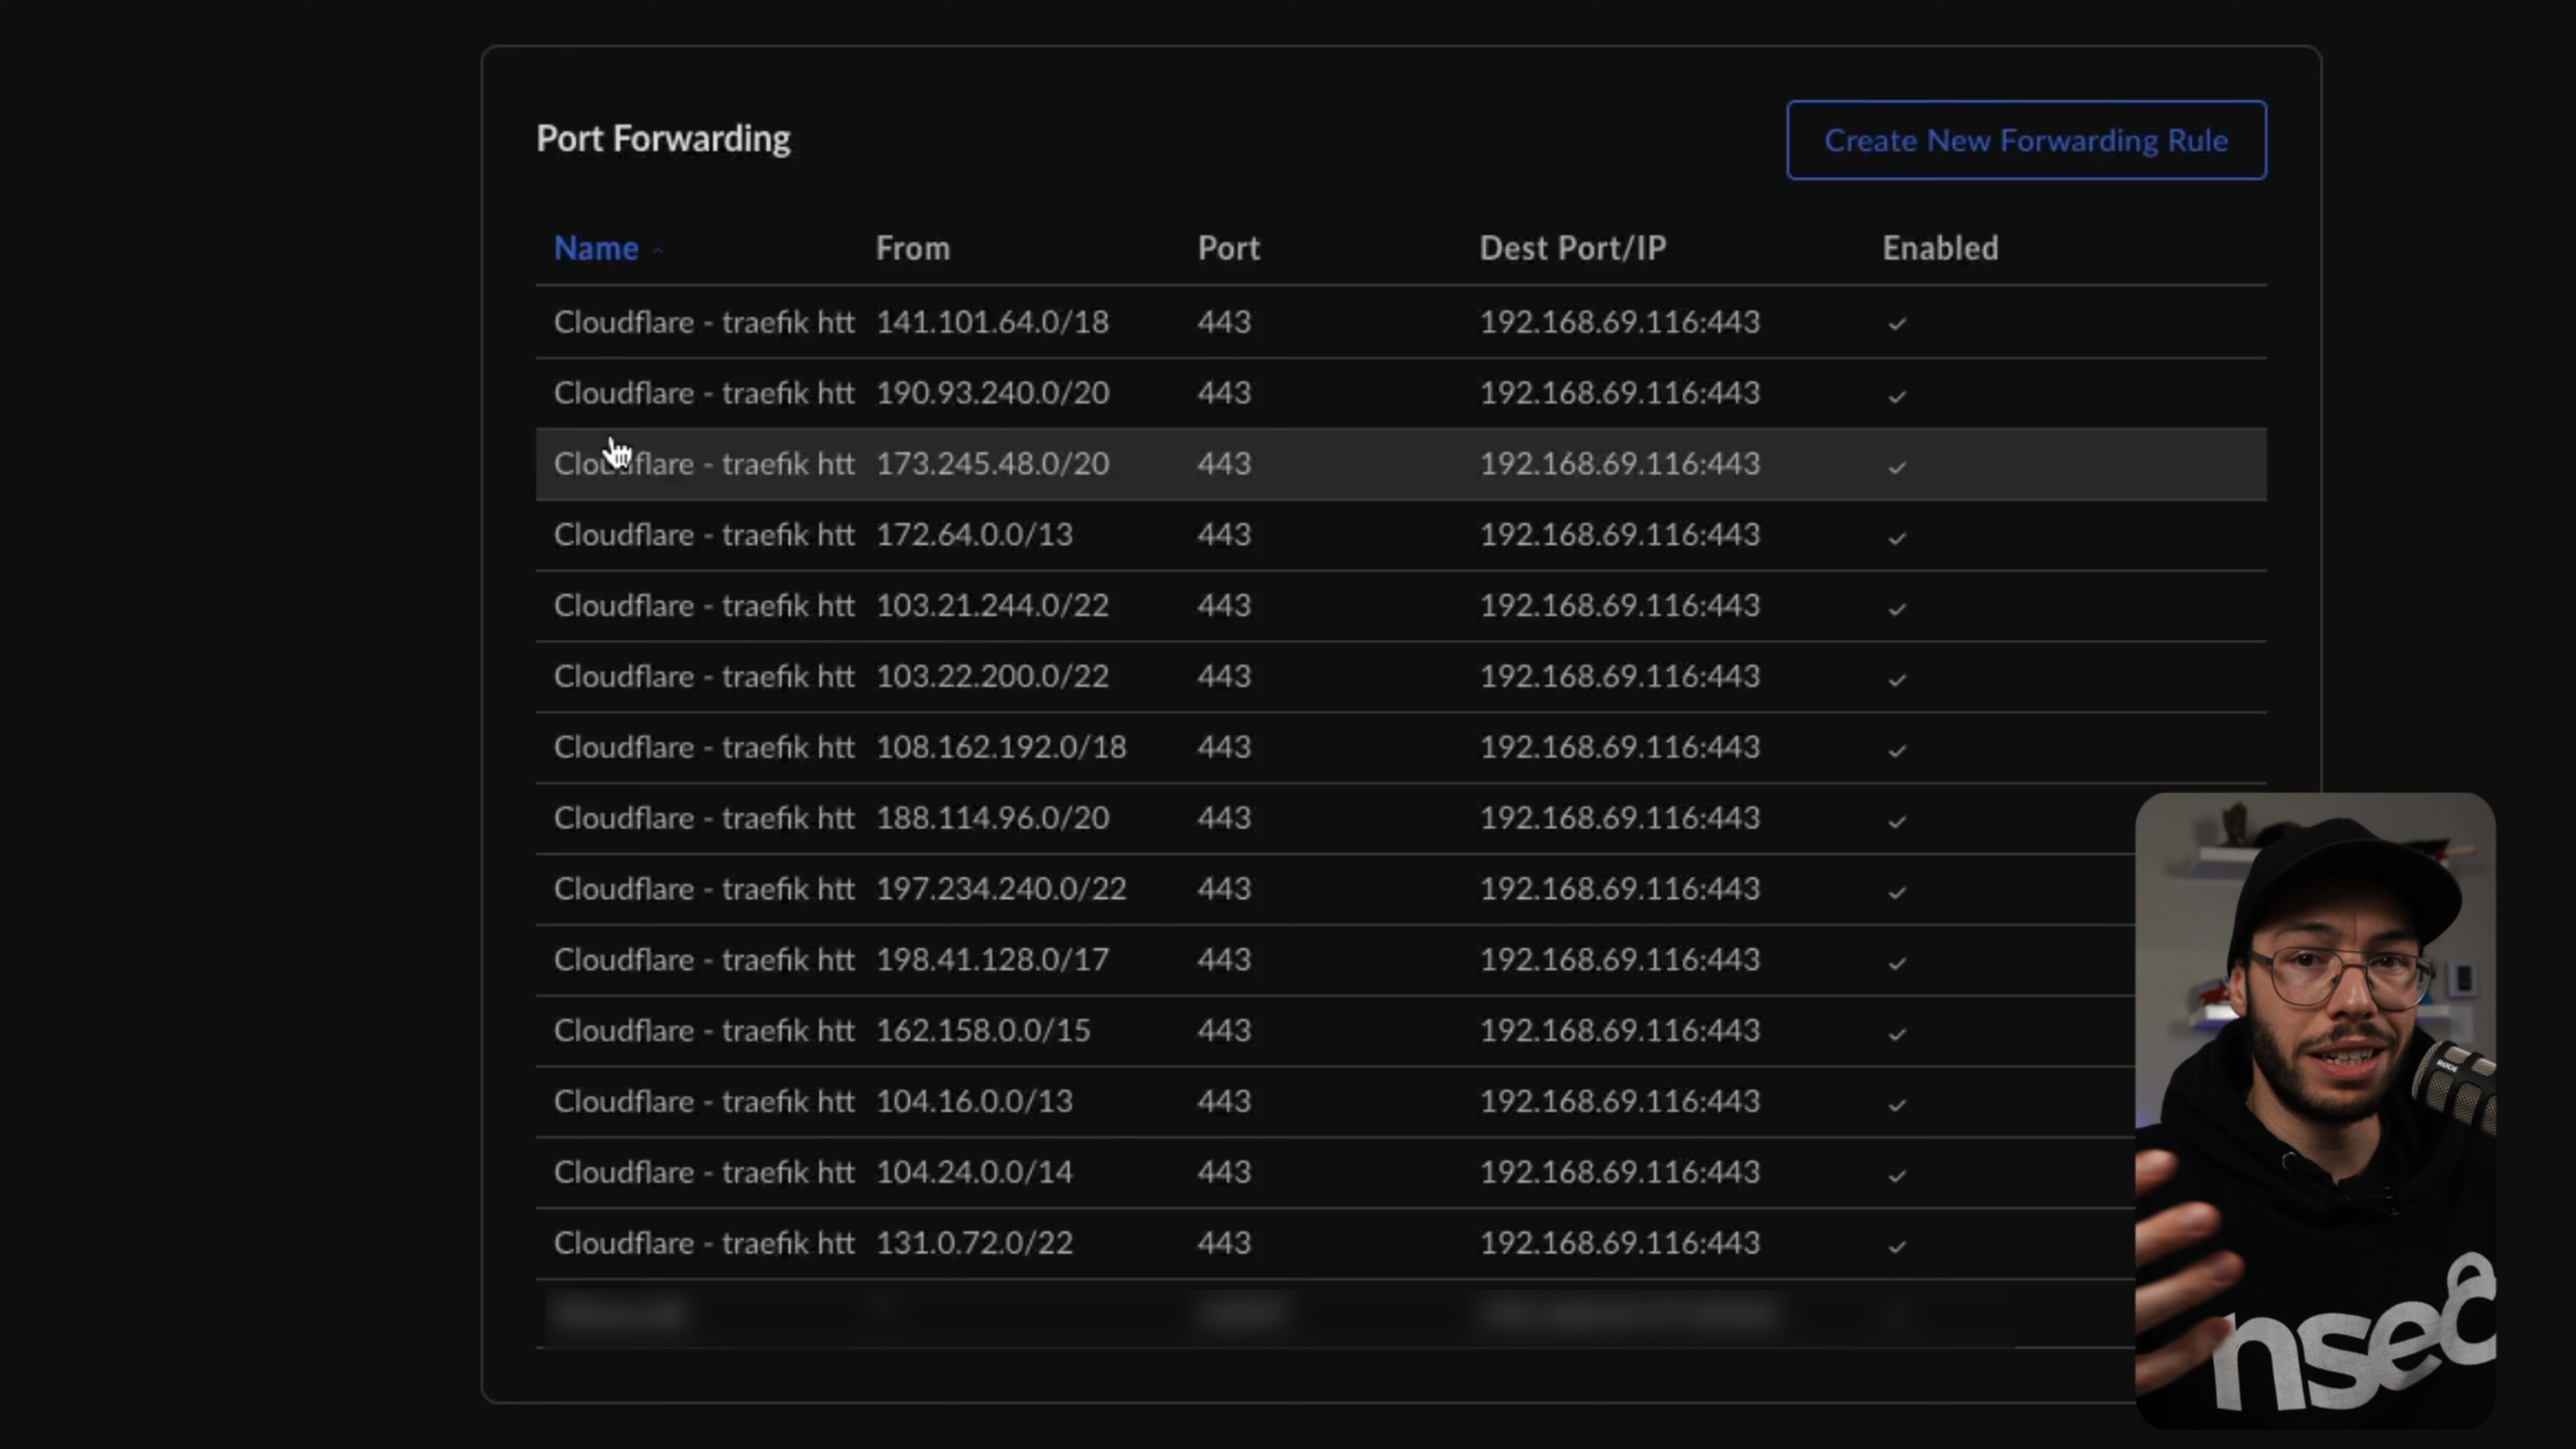 Port Forwarding
Create New Forwarding Rule
Name From Port Dest Port/IP Enabled
Cloudflare - traefik htt 141.101.64.0/18 443 192.168.69.116:443
Cloudflare - traefik htt 190.93.240.0/20 443 192.168.69.116:443
Cloudflare - traefik htt 173.245.48.0/20 443 192.168.69.116:443
Cloudflare - traefik htt 172.64.0.0/13 443 192.168.69.116:443
Cloudflare - traefik htt 103.21.244.0/22 443 192.168.69.116:443
Cloudflare - traefik htt 103.22.200.0/22 443 192.168.69.116:443
Cloudflare - traefik htt 108.162.192.0/18 443 192.168.69.116:443
Cloudflare - traefik htt 188.114.96.0/20 443 192.168.69.116:443
Cloudflare - traefik htt 197.234.240.0/22 443 192.168.69.116:443
Cloudflare - traefik htt 198.41.128.0/17 443 192.168.69.116:443
Cloudflare - traefik htt 162.158.0.0/15 443 192.168.69.116:443
Cloudflare - traefik htt 104.16.0.0/13 443 192.168.69.116:443
Cloudflare - traefik htt 104.24.0.0/14 443 192.168.69.116:443
Cloudflare - traefik htt 131.0.72.0/22 443 192.168.69.116:443
RØDE
nsec